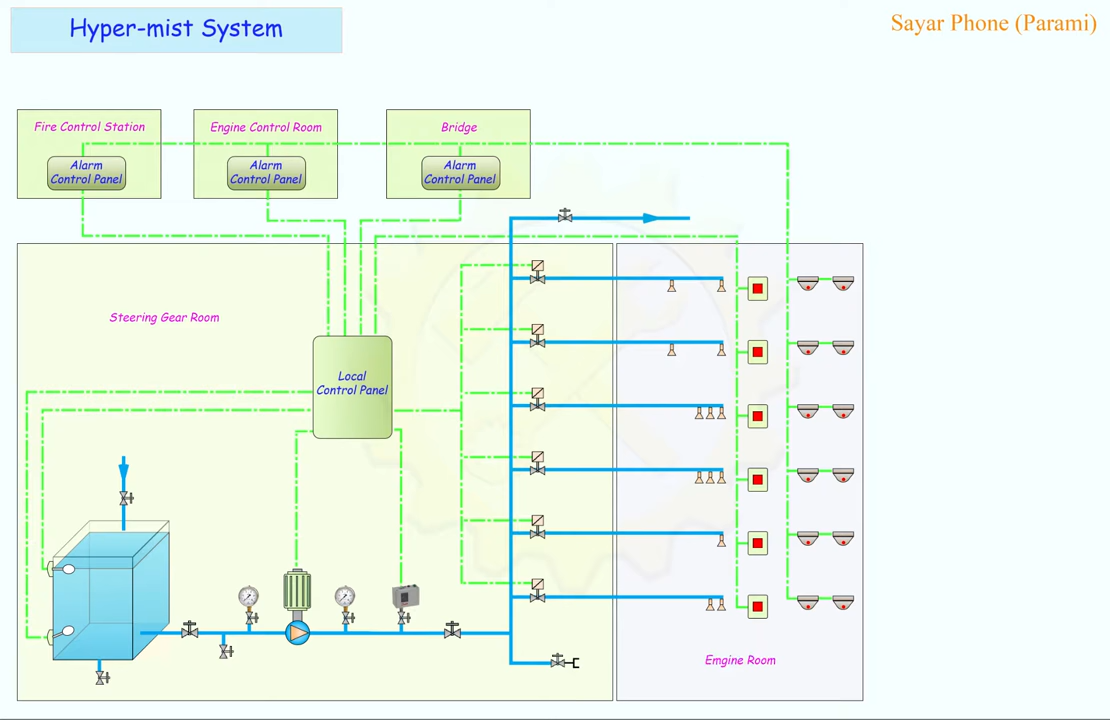 Hyper-mist System
Sayar Phone (Parami)
Fire Control Station
Engine Control Room
Bridge
Alarm
Control Panel
Alarm
Control Panel
Alarm
Control Panel
Steering Gear Room
Local
Control Panel
Emgine Room